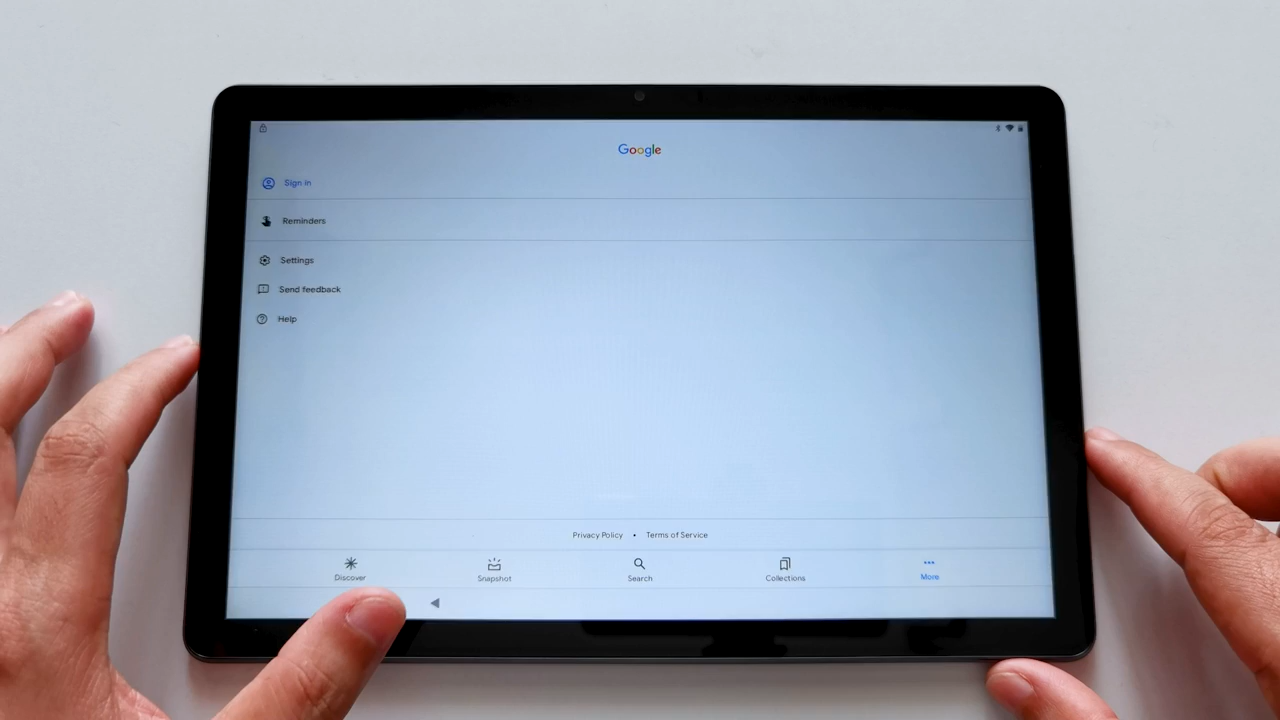 Google
Sign in
Reminders
Settings
Send feedback
Help
Privacy Policy • Terms of Service
Discover Snapshot Search Collections More